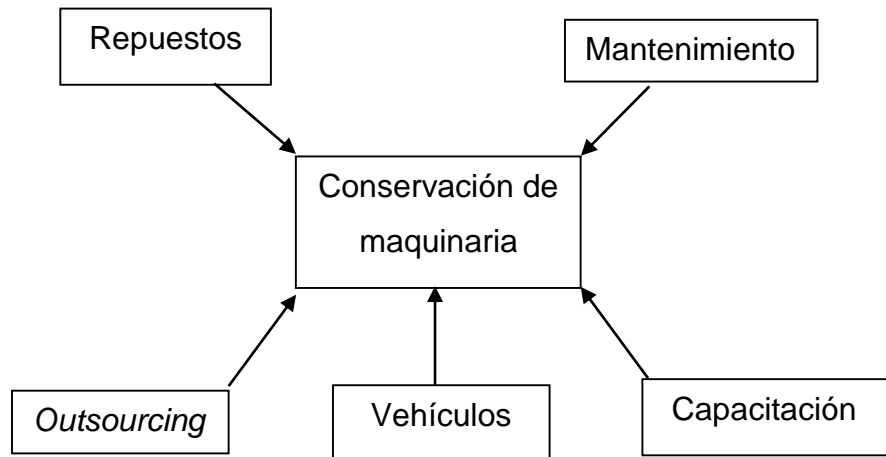 Repuestos
Mantenimiento
Conservación de
maquinaria
Outsourcing
Vehículos
Capacitación